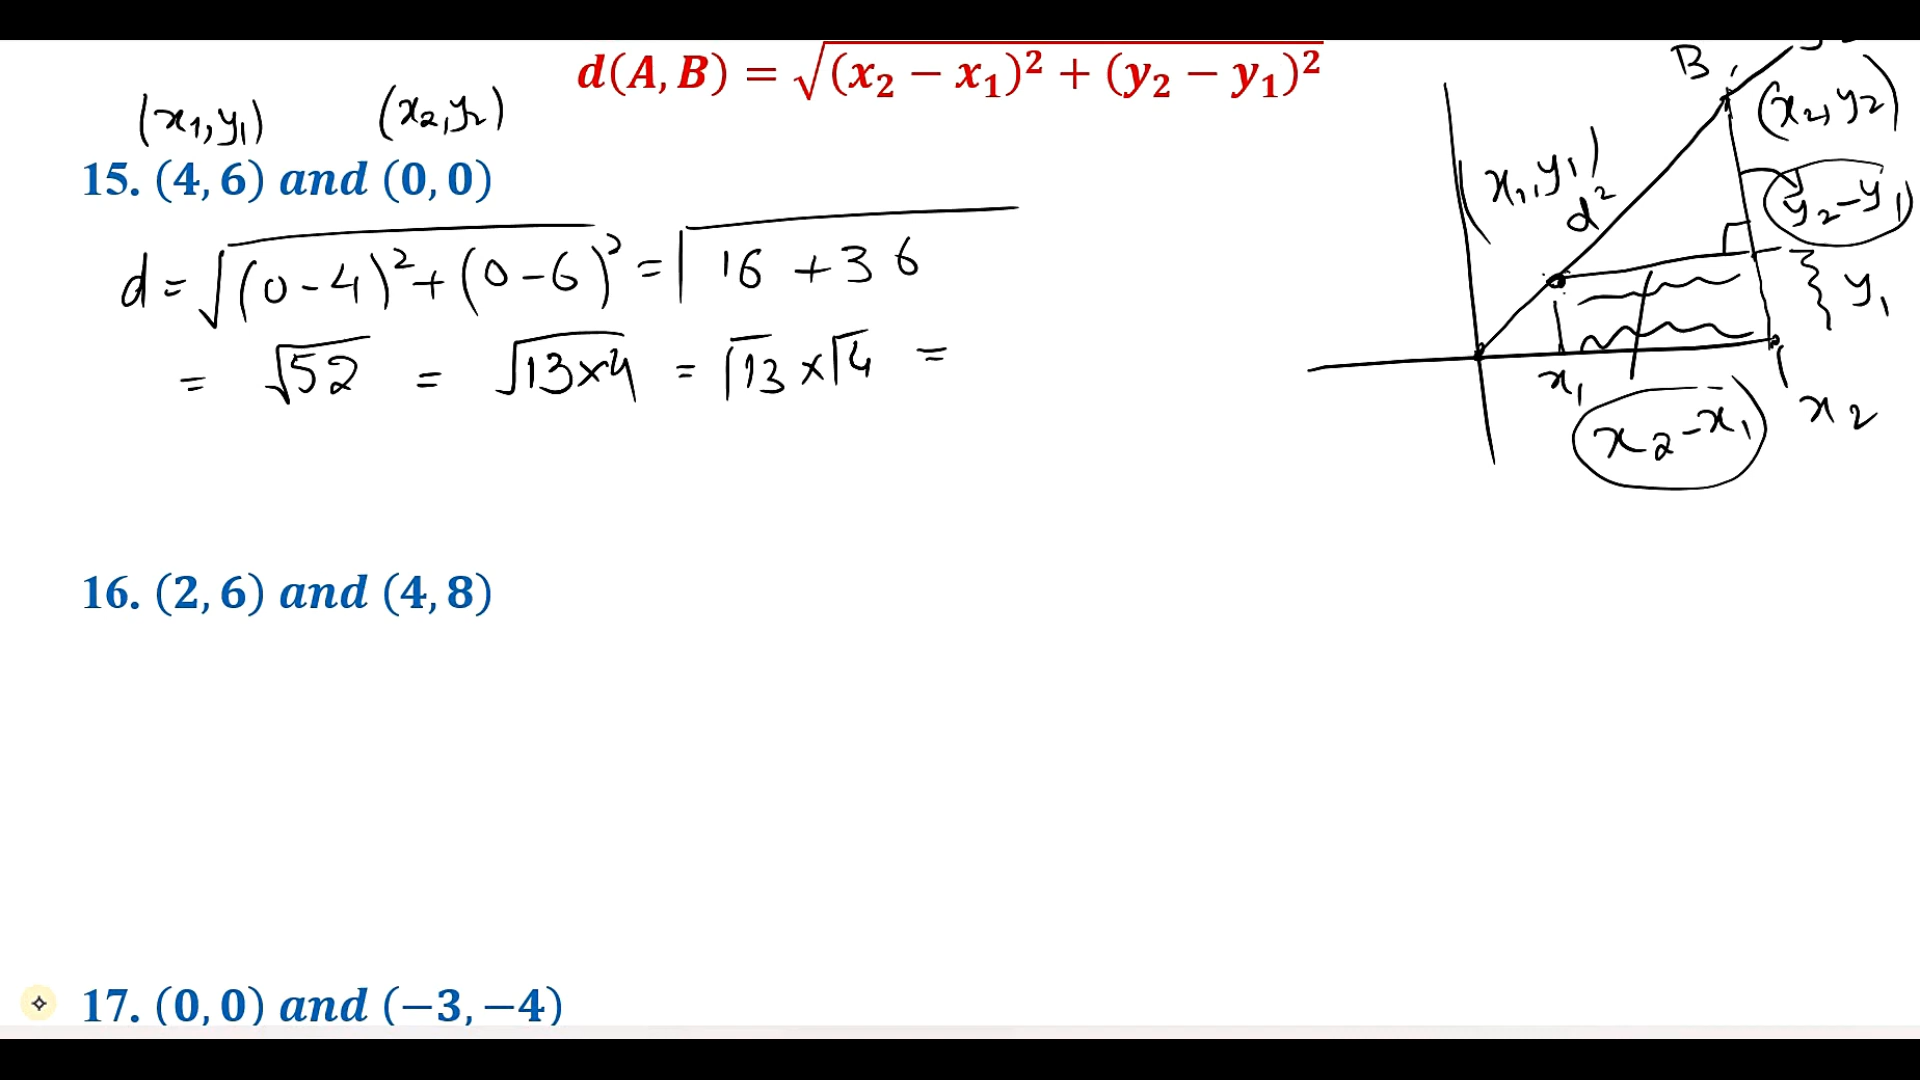 d(A, B) = √(x₂ − x₁)² + (y₂ − y₁)²
(x₁, y₁) (x₂, y₂)
15. (4, 6) and (0, 0)
d = √(0 - 4)² + (0 - 6)² = √16 + 36
= √52 = √13×4 = √13 × √4 =
B
(x₂, y₂)
(x₁, y₁)
d²
y₂ - y₁
y₁
x₁
x₂ - x₁
x₂
16. (2, 6) and (4, 8)
17. (0, 0) and (−3, −4)